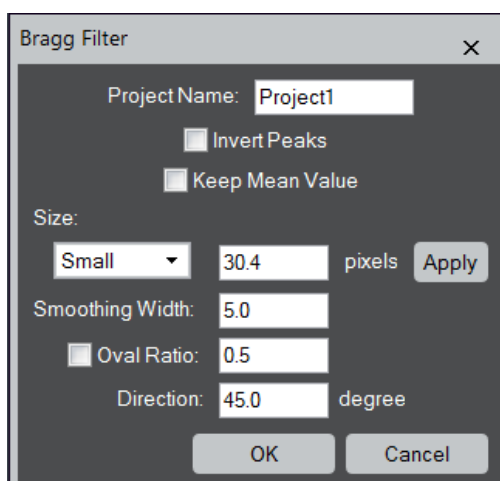 Bragg Filter
Project Name: Project1
Invert Peaks
Keep Mean Value
Size:
Small 30.4 pixels Apply
Smoothing Width: 5.0
Oval Ratio: 0.5
Direction: 45.0 degree
OK Cancel